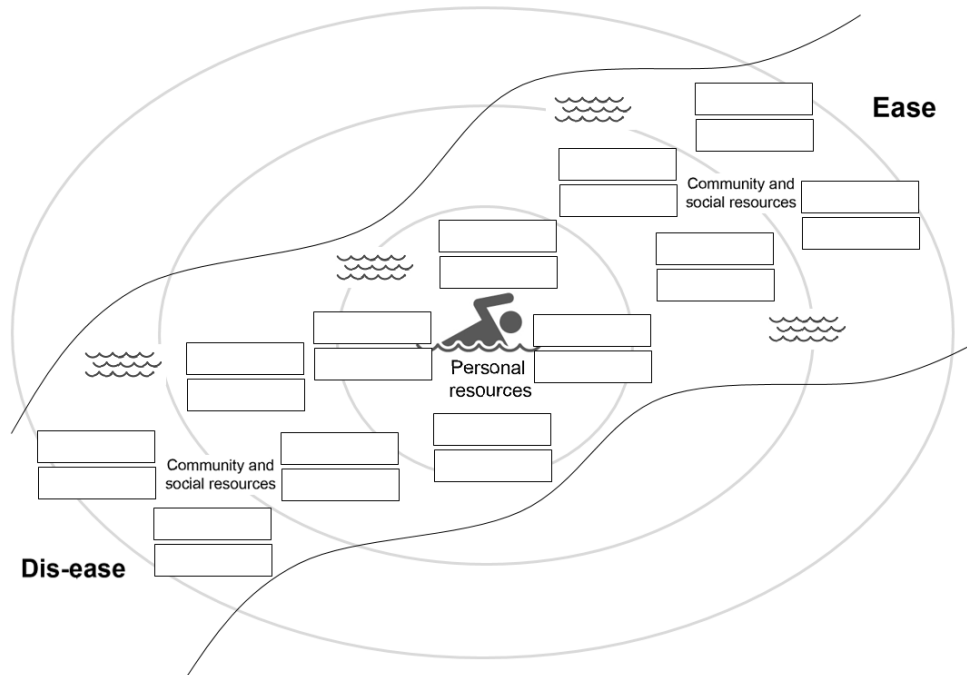 Ease
Community and
social resources
Personal
resources
Community and
social resources
Dis-ease